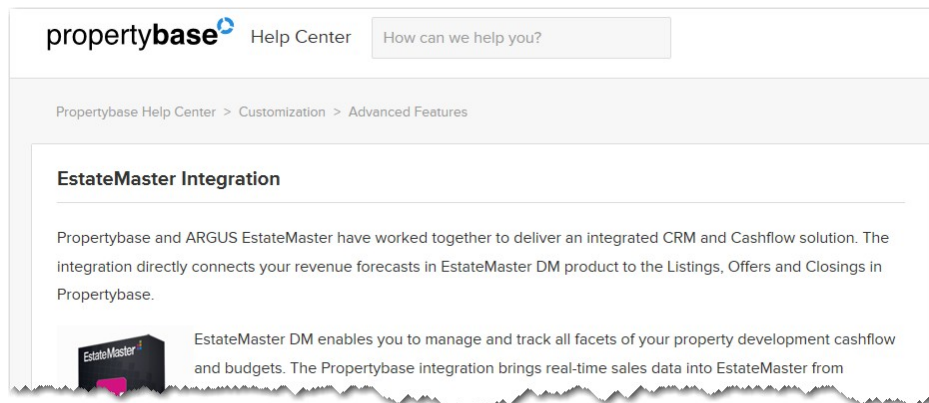 propertybase Help Center How can we help you?
Propertybase Help Center > Customization > Advanced Features
EstateMaster Integration
Propertybase and ARGUS EstateMaster have worked together to deliver an integrated CRM and Cashflow solution. The
integration directly connects your revenue forecasts in EstateMaster DM product to the Listings, Offers and Closings in
Propertybase.
EstateMaster
EstateMaster DM enables you to manage and track all facets of your property development cashflow
and budgets. The Propertybase integration brings real-time sales data into EstateMaster from